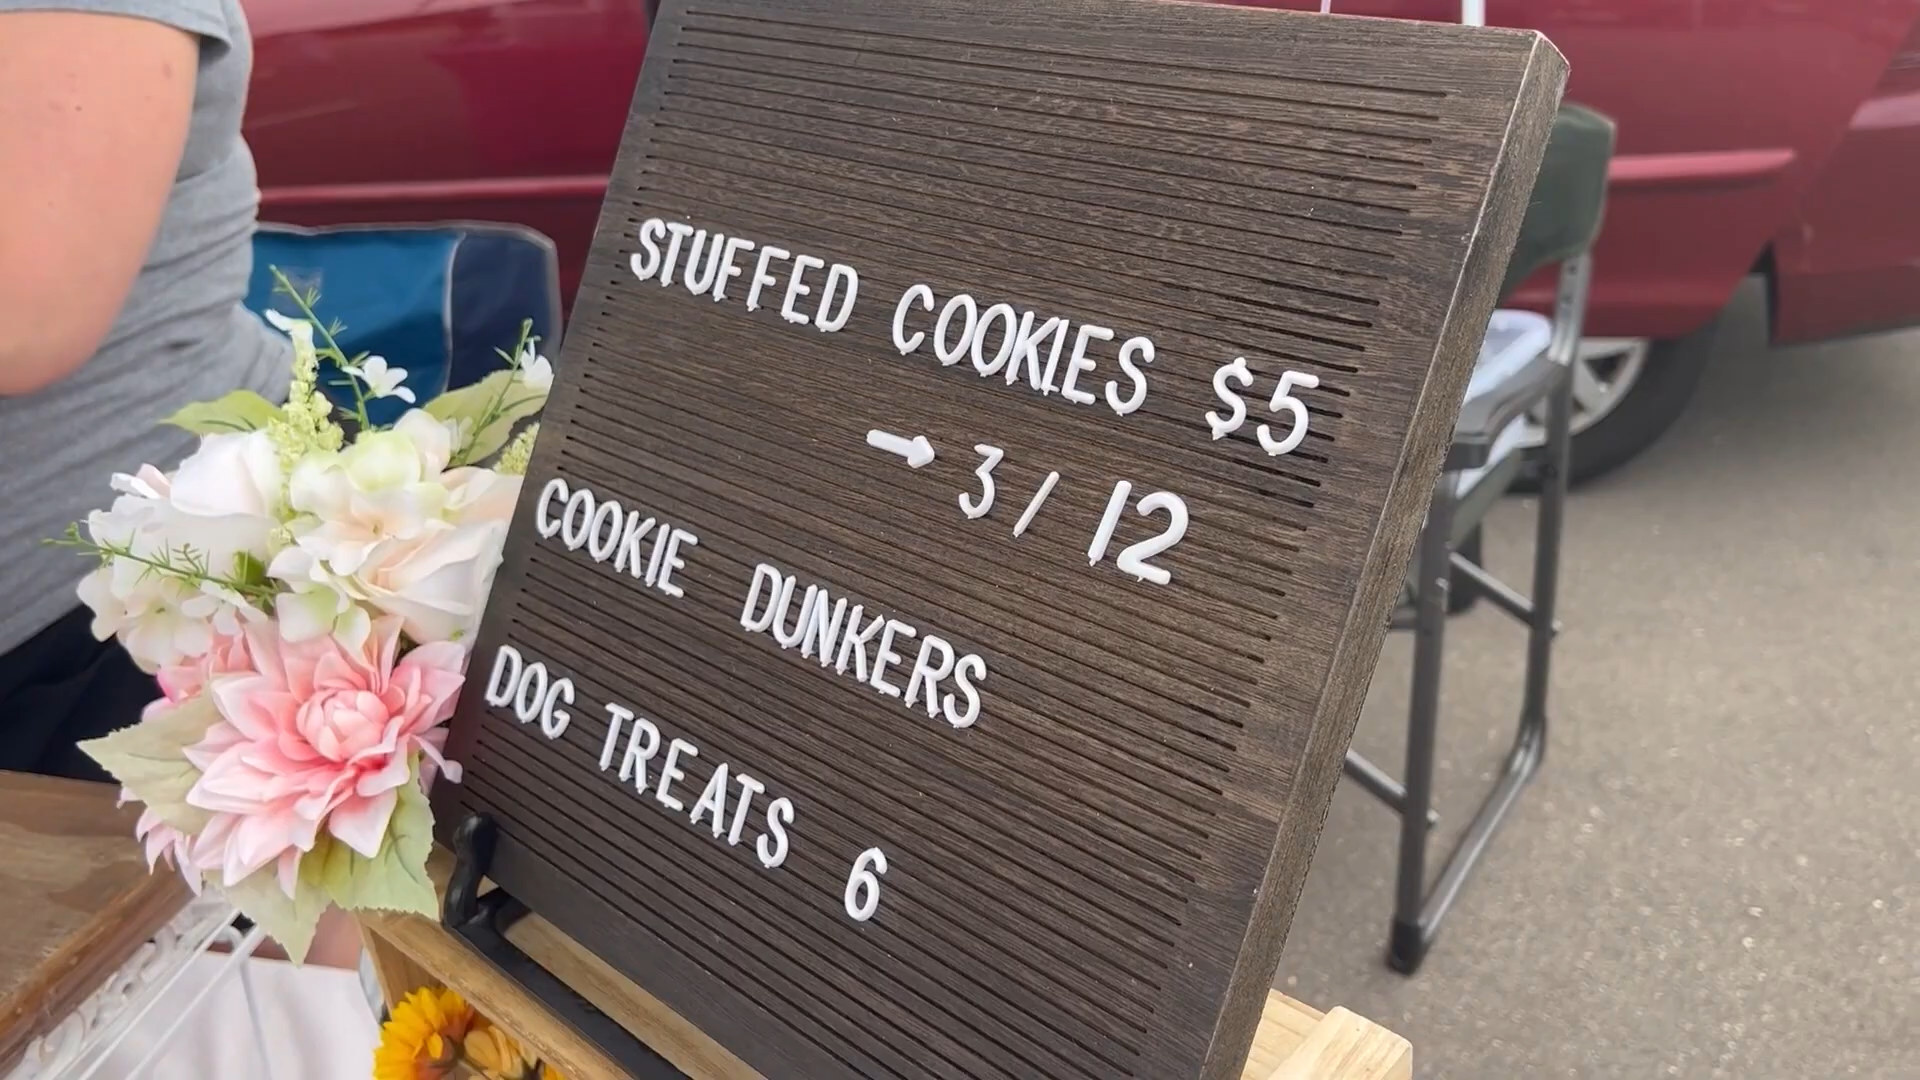 STUFFED COOKIES $5
→ 3 / 12
COOKIE DUNKERS
DOG TREATS 6